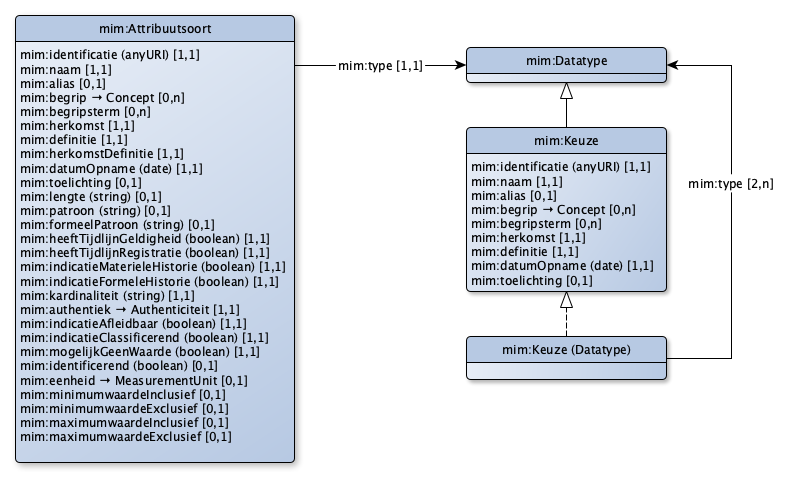 mim:Attribuutsoort
mim:identificatie (anyURI) [1,1]
mim:naam [1,1]
mim:alias [0,1]
mim:begrip → Concept [0,n]
mim:begripsterm [0,n]
mim:herkomst [1,1]
mim:definitie [1,1]
mim:herkomstDefinitie [1,1]
mim:datumOpname (date) [1,1]
mim:toelichting [0,1]
mim:lengte (string) [0,1]
mim:patroon (string) [0,1]
mim:formeelPatroon (string) [0,1]
mim:heeftTijdlijnGeldigheid (boolean) [1,1]
mim:heeftTijdlijnRegistratie (boolean) [1,1]
mim:indicatieMaterieleHistorie (boolean) [1,1]
mim:indicatieFormeleHistorie (boolean) [1,1]
mim:kardinaliteit (string) [1,1]
mim:authentiek → Authenticiteit [1,1]
mim:indicatieAfleidbaar (boolean) [1,1]
mim:indicatieClassificerend (boolean) [1,1]
mim:mogelijkGeenWaarde (boolean) [1,1]
mim:identificerend (boolean) [0,1]
mim:eenheid → MeasurementUnit [0,1]
mim:minimumwaardeInclusief [0,1]
mim:minimumwaardeExclusief [0,1]
mim:maximumwaardeInclusief [0,1]
mim:maximumwaardeExclusief [0,1]
mim:type [1,1]
mim:Datatype
mim:Keuze
mim:identificatie (anyURI) [1,1]
mim:naam [1,1]
mim:alias [0,1]
mim:begrip → Concept [0,n]
mim:begripsterm [0,n]
mim:herkomst [1,1]
mim:definitie [1,1]
mim:datumOpname (date) [1,1]
mim:toelichting [0,1]
mim:type [2,n]
mim:Keuze (Datatype)